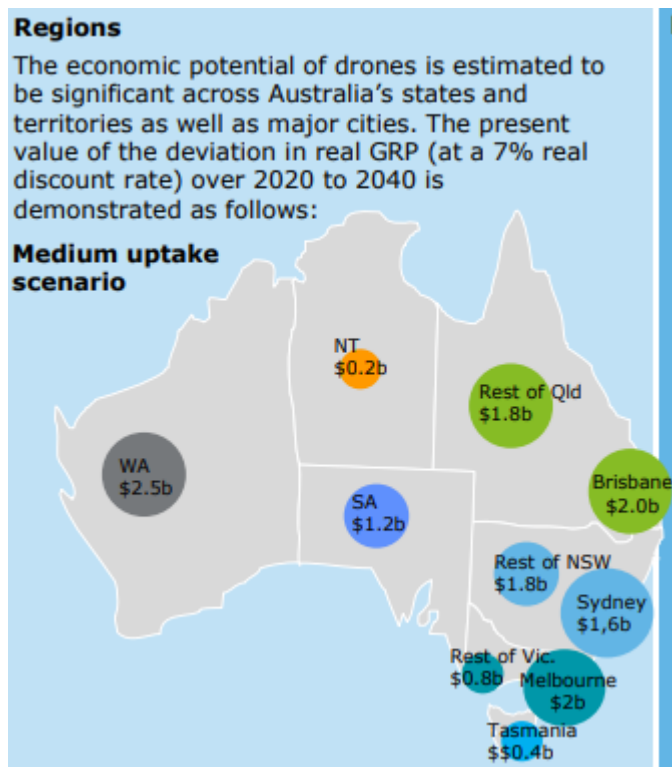 Regions
The economic potential of drones is estimated to
be significant across Australia's states and
territories as well as major cities. The present
value of the deviation in real GRP (at a 7% real
discount rate) over 2020 to 2040 is
demonstrated as follows:
Medium uptake
scenario
NT
$0.2b
Rest of Qld
$1.8b
WA
$2.5b
SA
$1.2b
Brisbane
$2.0b
Rest of NSW
$1.8b
Sydney
$1,6b
Rest of Vic.
$0.8b
Melbourne
$2b
Tasmania
$$0.4b